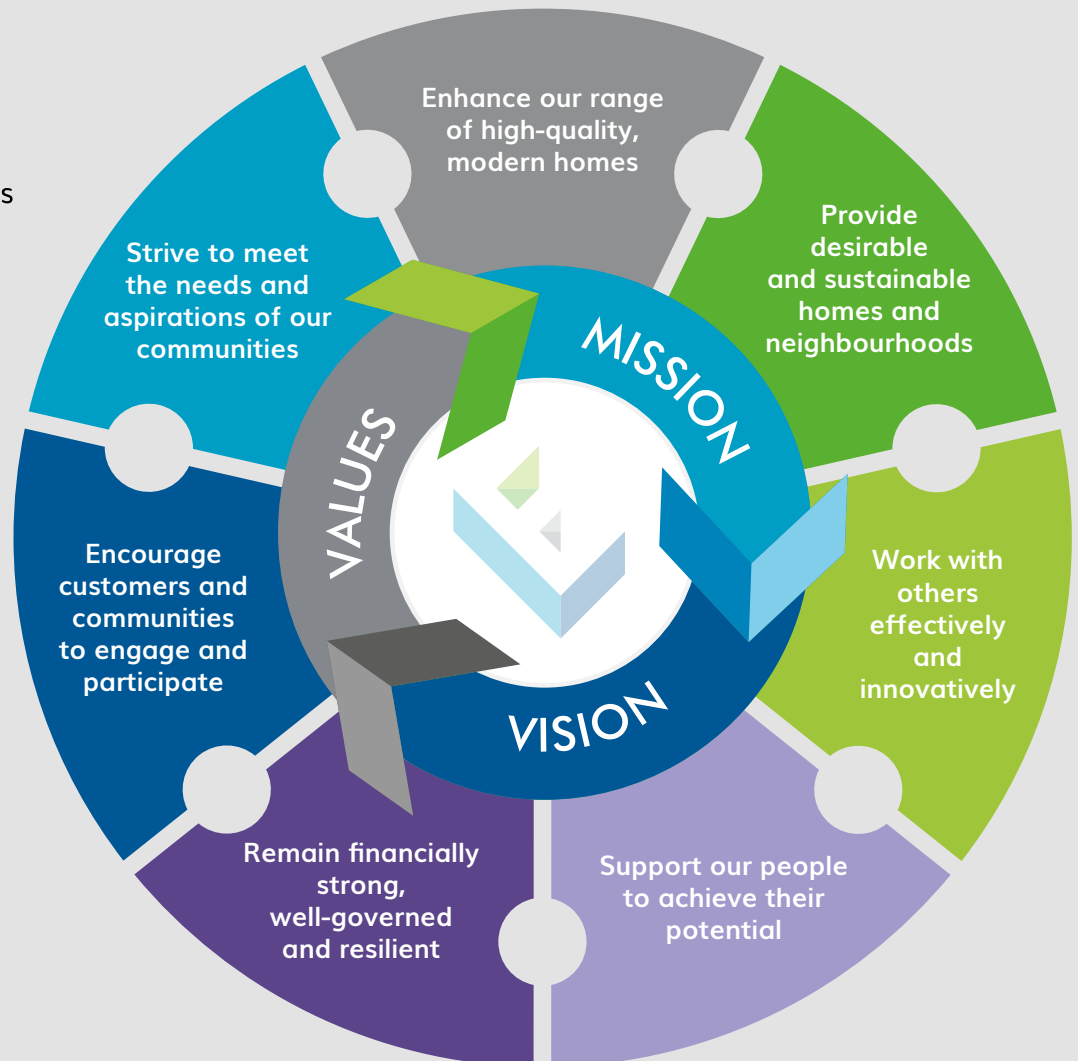 Enhance our range
of high-quality,
modern homes
Provide
desirable
and sustainable
homes and
neighbourhoods
Work with
others
effectively
and
innovatively
Support our people
to achieve their
potential
Remain financially
strong,
well-governed
and resilient
Encourage
customers and
communities
to engage and
participate
Strive to meet
the needs and
aspirations of our
communities
MISSION
VISION
VALUES